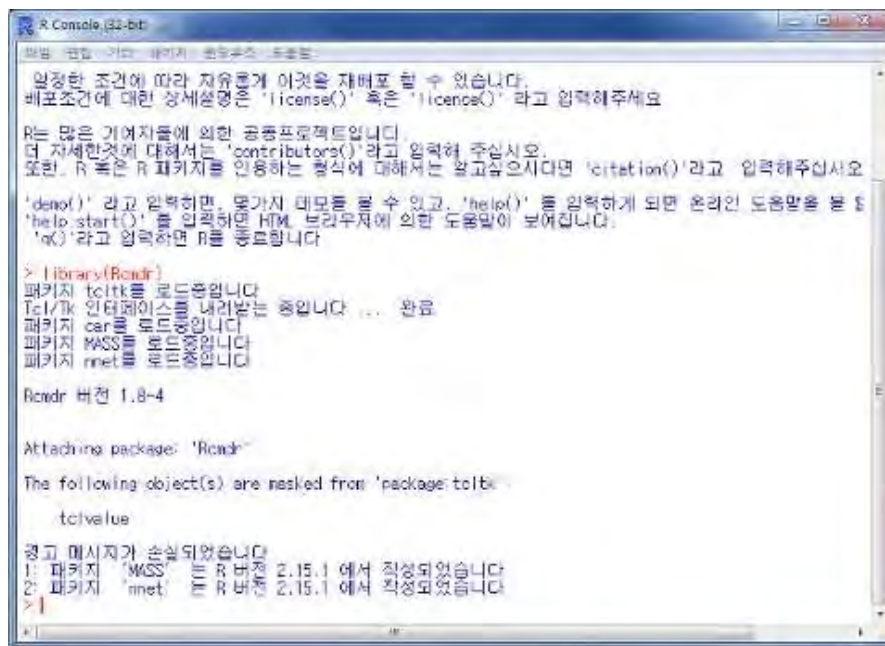 R Console (32-bit)
파일 편집 기타 패키지 윈도우즈 도움말
일정한 조건에 따라 자유롭게 이것을 재배포 할 수 있습니다.
배포조건에 대한 상세설명은 'license()' 혹은 'licence()' 라고 입력해주세요
R는 많은 기여자들에 의한 공동프로젝트입니다
더 자세한것에 대해서는 'contributors()'라고 입력해 주십시오.
또한, R 혹은 R 패키지를 인용하는 형식에 대해서는 알고싶으시다면 'citation()'라고 입력해주십시오
'demo()' 라고 입력하면, 몇가지 데모를 볼 수 있고, 'help()' 를 입력하게 되면 온라인 도움말을 볼
'help.start()' 를 입력하면 HTML 브라우저에 의한 도움말이 보여집니다.
'q()'라고 입력하면 R를 종료합니다
> library(Rcmdr)
패키지 tcltk를 로드중입니다
Tcl/Tk 인터페이스를 내려받는 중입니다 ... 완료
패키지 car를 로드중입니다
패키지 MASS를 로드중입니다
패키지 nnet를 로드중입니다
Rcmdr 버전 1.8-4
Attaching package: 'Rcmdr'
The following object(s) are masked from 'package:tcltk':
tclvalue
경고 메시지가 손실되었습니다
1: 패키지 'MASS' 는 R 버전 2.15.1 에서 작성되었습니다
2: 패키지 'nnet' 는 R 버전 2.15.1 에서 작성되었습니다
>